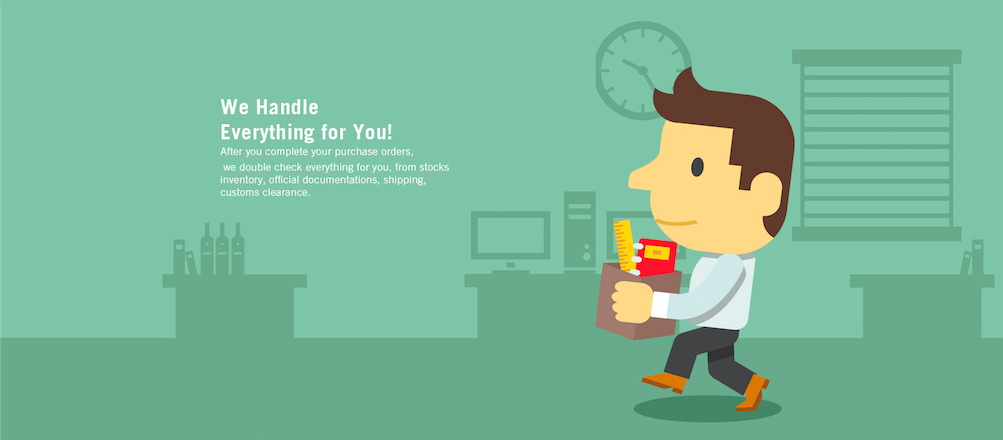 We Handle
Everything for You!
After you complete your purchase orders,
we double check everything for you, from stocks
inventory, official documentations, shipping,
customs clearance.